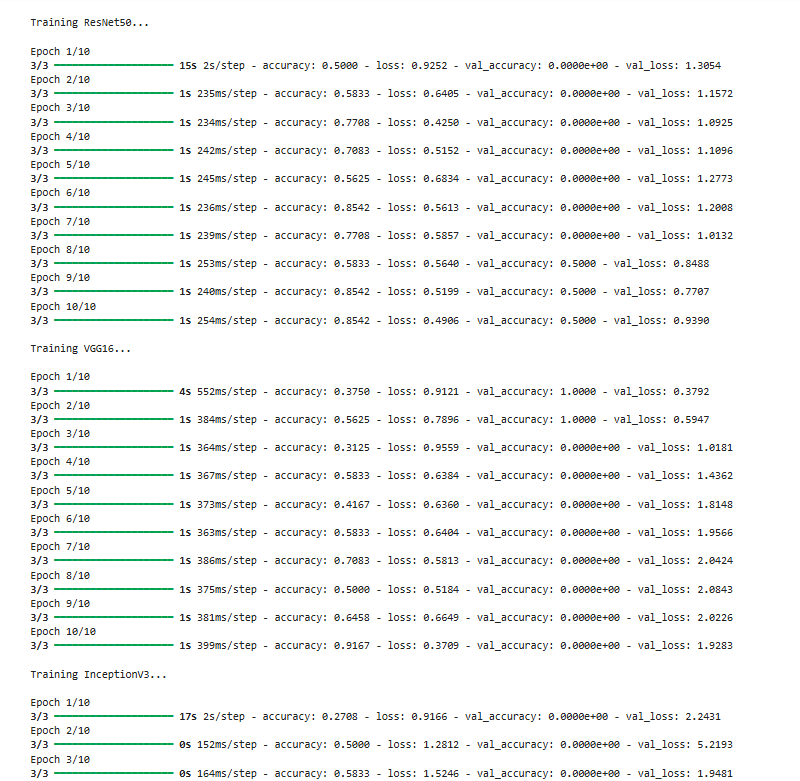 Training ResNet50...
Epoch 1/10
3/3 ━━━━━━━━━━━━━━━━━━━━ 15s 2s/step - accuracy: 0.5000 - loss: 0.9252 - val_accuracy: 0.0000e+00 - val_loss: 1.3054
Epoch 2/10
3/3 ━━━━━━━━━━━━━━━━━━━━ 1s 235ms/step - accuracy: 0.5833 - loss: 0.6405 - val_accuracy: 0.0000e+00 - val_loss: 1.1572
Epoch 3/10
3/3 ━━━━━━━━━━━━━━━━━━━━ 1s 234ms/step - accuracy: 0.7708 - loss: 0.4250 - val_accuracy: 0.0000e+00 - val_loss: 1.0925
Epoch 4/10
3/3 ━━━━━━━━━━━━━━━━━━━━ 1s 242ms/step - accuracy: 0.7083 - loss: 0.5152 - val_accuracy: 0.0000e+00 - val_loss: 1.1096
Epoch 5/10
3/3 ━━━━━━━━━━━━━━━━━━━━ 1s 245ms/step - accuracy: 0.5625 - loss: 0.6834 - val_accuracy: 0.0000e+00 - val_loss: 1.2773
Epoch 6/10
3/3 ━━━━━━━━━━━━━━━━━━━━ 1s 236ms/step - accuracy: 0.8542 - loss: 0.5613 - val_accuracy: 0.0000e+00 - val_loss: 1.2008
Epoch 7/10
3/3 ━━━━━━━━━━━━━━━━━━━━ 1s 239ms/step - accuracy: 0.7708 - loss: 0.5857 - val_accuracy: 0.0000e+00 - val_loss: 1.0132
Epoch 8/10
3/3 ━━━━━━━━━━━━━━━━━━━━ 1s 253ms/step - accuracy: 0.5833 - loss: 0.5640 - val_accuracy: 0.5000 - val_loss: 0.8488
Epoch 9/10
3/3 ━━━━━━━━━━━━━━━━━━━━ 1s 240ms/step - accuracy: 0.8542 - loss: 0.5199 - val_accuracy: 0.5000 - val_loss: 0.7707
Epoch 10/10
3/3 ━━━━━━━━━━━━━━━━━━━━ 1s 254ms/step - accuracy: 0.8542 - loss: 0.4906 - val_accuracy: 0.5000 - val_loss: 0.9390
Training VGG16...
Epoch 1/10
3/3 ━━━━━━━━━━━━━━━━━━━━ 4s 552ms/step - accuracy: 0.3750 - loss: 0.9121 - val_accuracy: 1.0000 - val_loss: 0.3792
Epoch 2/10
3/3 ━━━━━━━━━━━━━━━━━━━━ 1s 384ms/step - accuracy: 0.5625 - loss: 0.7896 - val_accuracy: 1.0000 - val_loss: 0.5947
Epoch 3/10
3/3 ━━━━━━━━━━━━━━━━━━━━ 1s 364ms/step - accuracy: 0.3125 - loss: 0.9559 - val_accuracy: 0.0000e+00 - val_loss: 1.0181
Epoch 4/10
3/3 ━━━━━━━━━━━━━━━━━━━━ 1s 367ms/step - accuracy: 0.5833 - loss: 0.6384 - val_accuracy: 0.0000e+00 - val_loss: 1.4362
Epoch 5/10
3/3 ━━━━━━━━━━━━━━━━━━━━ 1s 373ms/step - accuracy: 0.4167 - loss: 0.6360 - val_accuracy: 0.0000e+00 - val_loss: 1.8148
Epoch 6/10
3/3 ━━━━━━━━━━━━━━━━━━━━ 1s 363ms/step - accuracy: 0.5833 - loss: 0.6404 - val_accuracy: 0.0000e+00 - val_loss: 1.9566
Epoch 7/10
3/3 ━━━━━━━━━━━━━━━━━━━━ 1s 386ms/step - accuracy: 0.7083 - loss: 0.5813 - val_accuracy: 0.0000e+00 - val_loss: 2.0424
Epoch 8/10
3/3 ━━━━━━━━━━━━━━━━━━━━ 1s 375ms/step - accuracy: 0.5000 - loss: 0.5184 - val_accuracy: 0.0000e+00 - val_loss: 2.0843
Epoch 9/10
3/3 ━━━━━━━━━━━━━━━━━━━━ 1s 381ms/step - accuracy: 0.6458 - loss: 0.6649 - val_accuracy: 0.0000e+00 - val_loss: 2.0226
Epoch 10/10
3/3 ━━━━━━━━━━━━━━━━━━━━ 1s 399ms/step - accuracy: 0.9167 - loss: 0.3709 - val_accuracy: 0.0000e+00 - val_loss: 1.9283
Training InceptionV3...
Epoch 1/10
3/3 ━━━━━━━━━━━━━━━━━━━━ 17s 2s/step - accuracy: 0.2708 - loss: 0.9166 - val_accuracy: 0.0000e+00 - val_loss: 2.2431
Epoch 2/10
3/3 ━━━━━━━━━━━━━━━━━━━━ 0s 152ms/step - accuracy: 0.5000 - loss: 1.2812 - val_accuracy: 0.0000e+00 - val_loss: 5.2193
Epoch 3/10
3/3 ━━━━━━━━━━━━━━━━━━━━ 0s 164ms/step - accuracy: 0.5833 - loss: 1.5246 - val_accuracy: 0.0000e+00 - val_loss: 1.9481